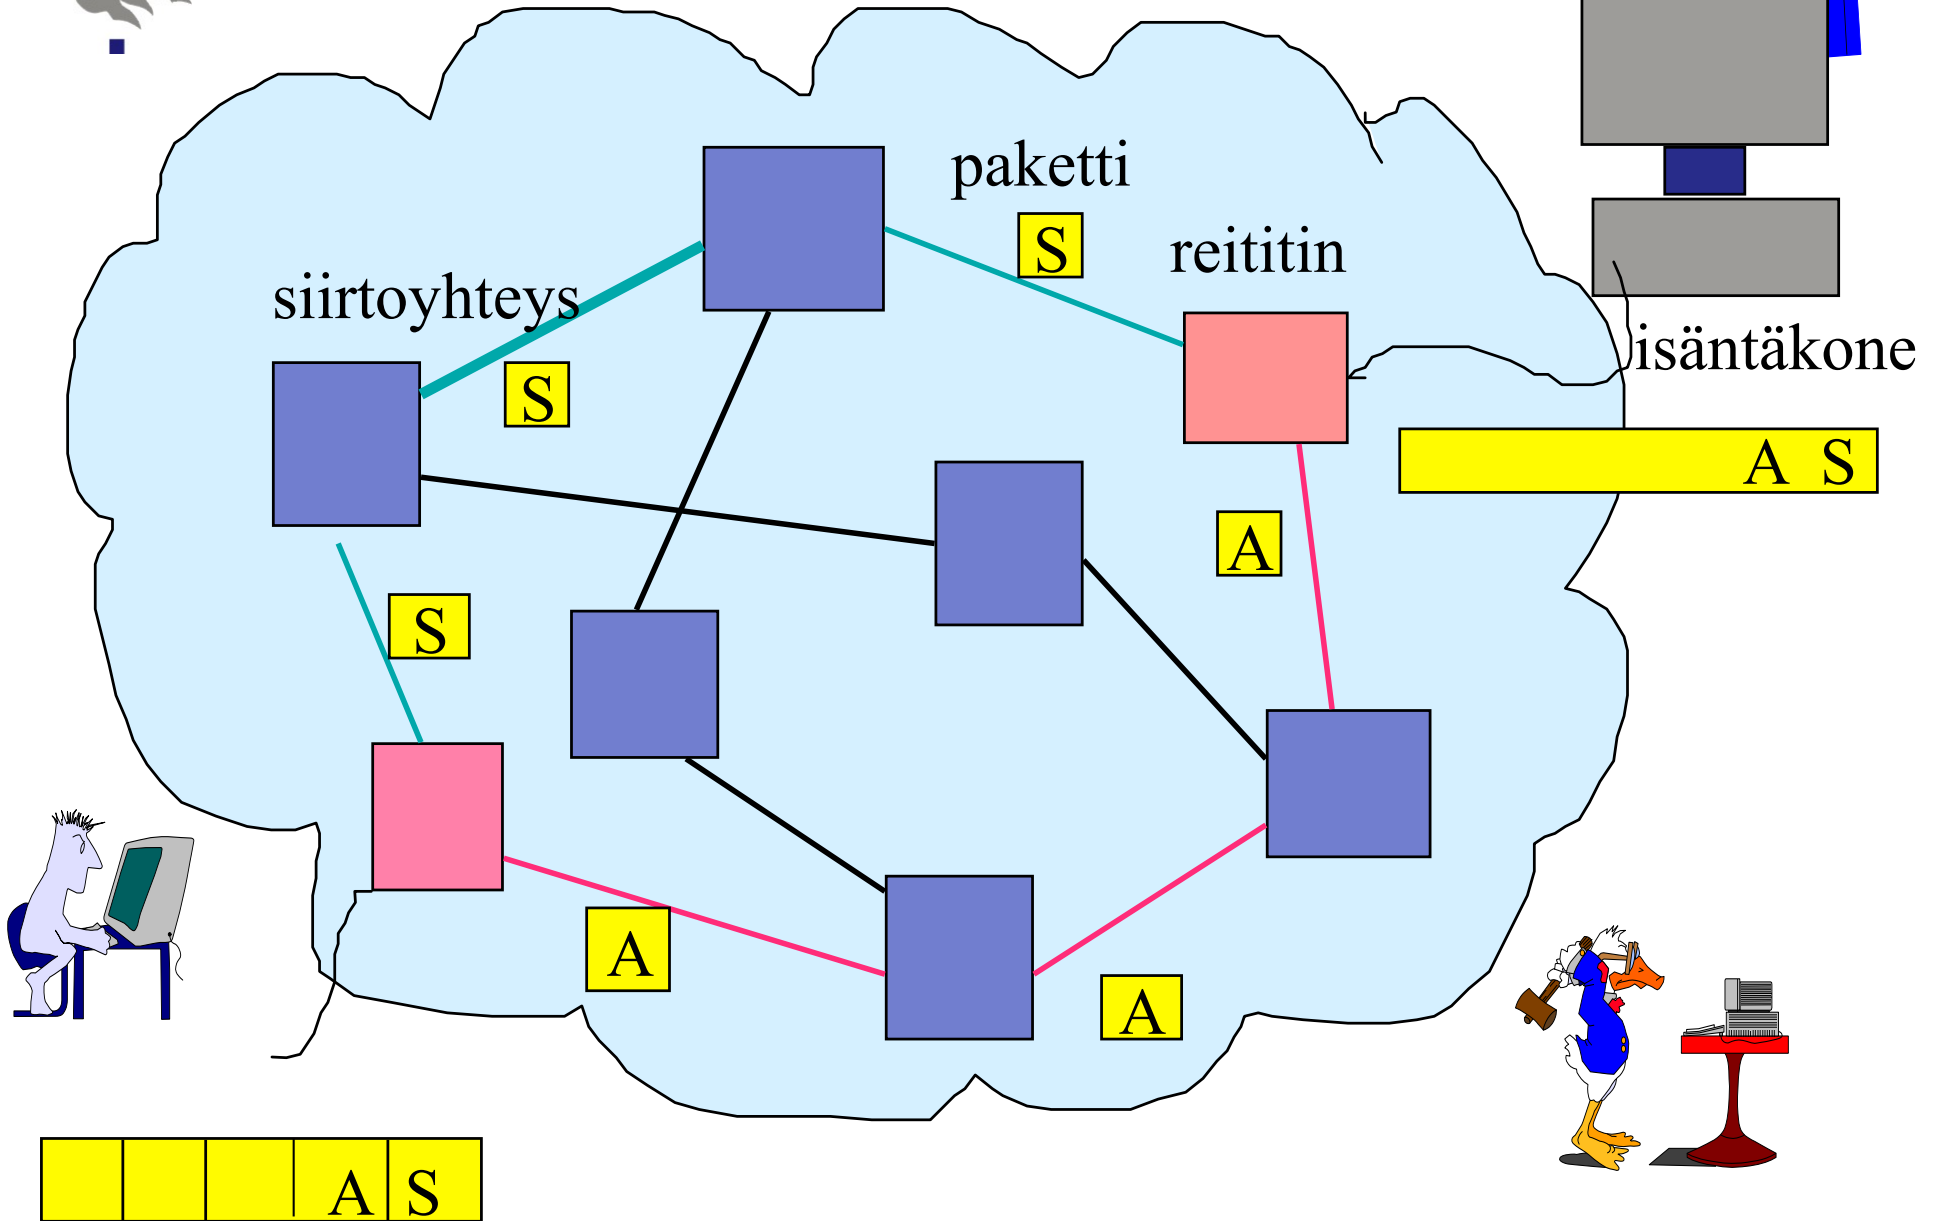 paketti
S
reititin
siirtoyhteys
isäntäkone
S
A S
A
S
A
A
A S